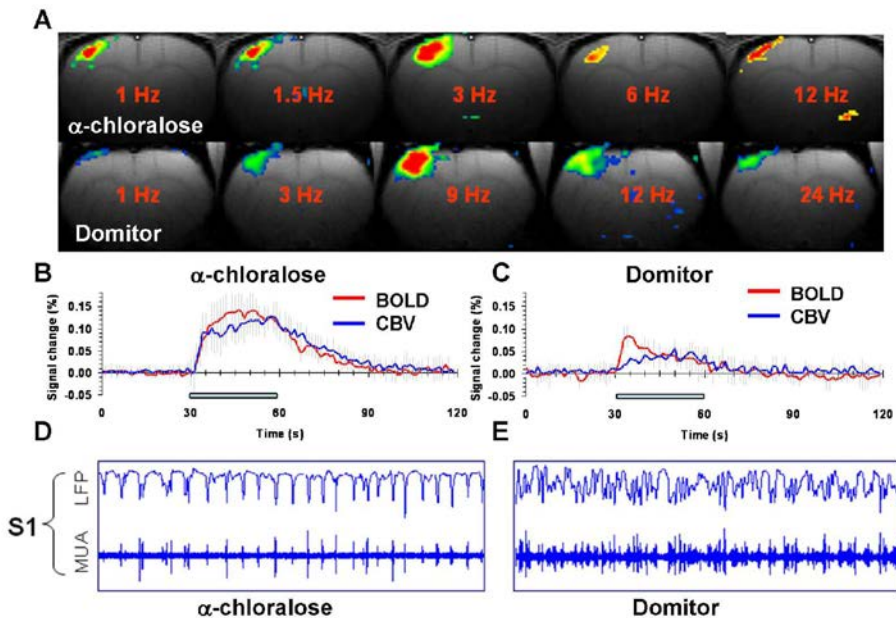 A
1 Hz 1.5 Hz 3 Hz 6 Hz 12 Hz
α-chloralose
1 Hz 3 Hz 9 Hz 12 Hz 24 Hz
Domitor
B α-chloralose
BOLD
CBV
Signal change (%)
0.15
0.10
0.05
0.00
-0.05
0 30 60 90 120
Time (s)
C Domitor
BOLD
CBV
Signal change (%)
0.15
0.10
0.05
0.00
-0.05
0 30 60 90 120
Time (s)
D E
S1
LFP
MUA
α-chloralose Domitor